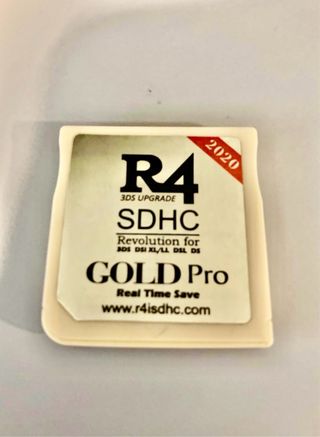 2020
R4
3DS UPGRADE
SDHC
Revolution for
3DS DSi XL/LL DSL DS
GOLD Pro
Real Time Save
www.r4isdhc.com